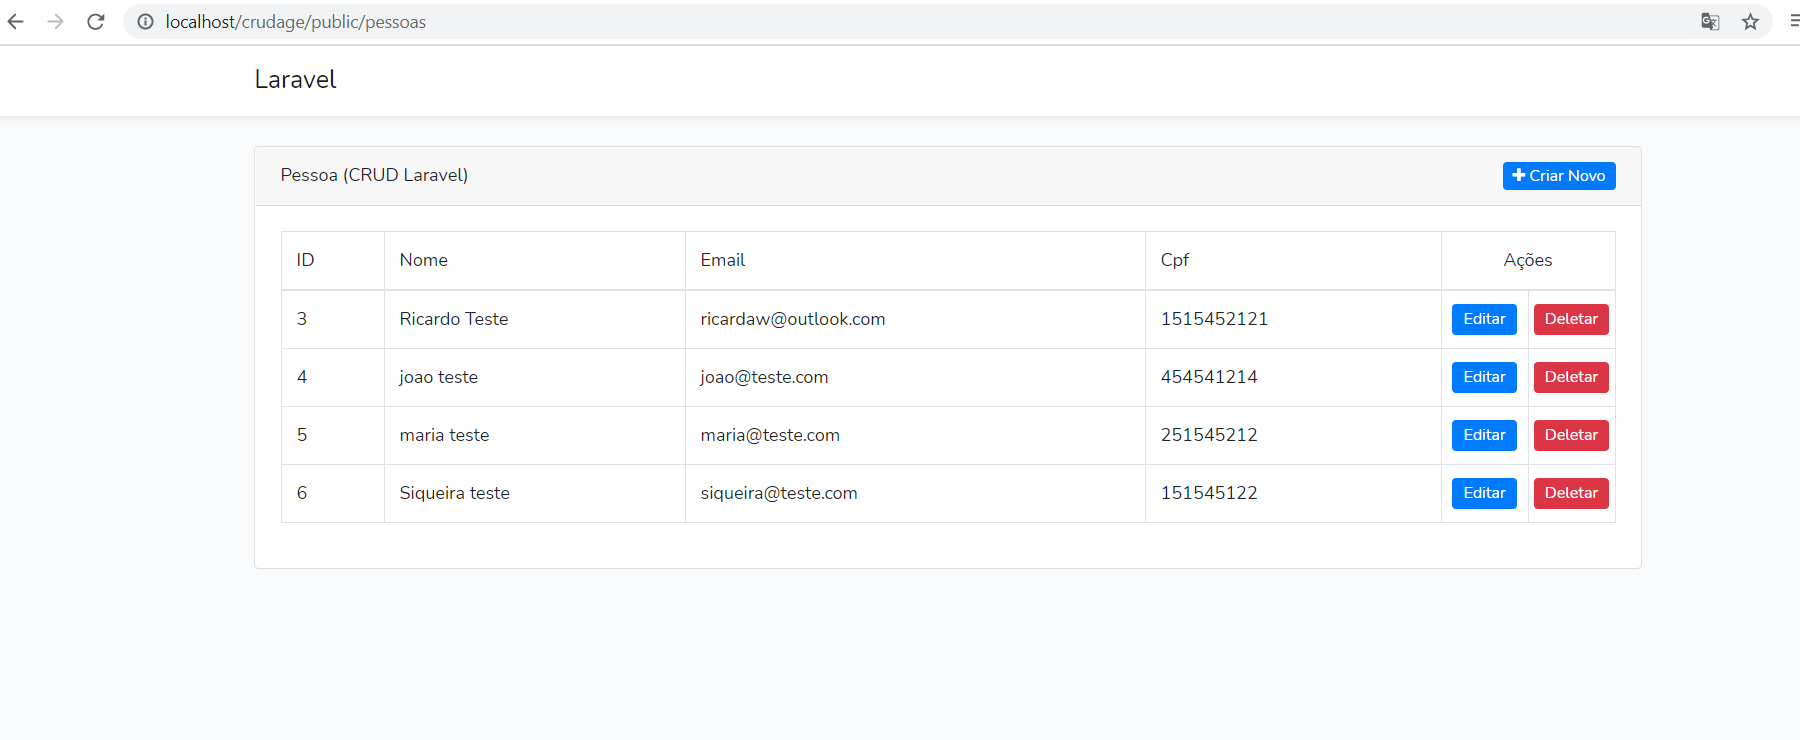 localhost/crudage/public/pessoas
Laravel
Pessoa (CRUD Laravel) Criar Novo
ID Nome Email Cpf Ações
3 Ricardo Teste ricardaw@outlook.com 1515452121 Editar Deletar
4 joao teste joao@teste.com 454541214 Editar Deletar
5 maria teste maria@teste.com 251545212 Editar Deletar
6 Siqueira teste siqueira@teste.com 151545122 Editar Deletar